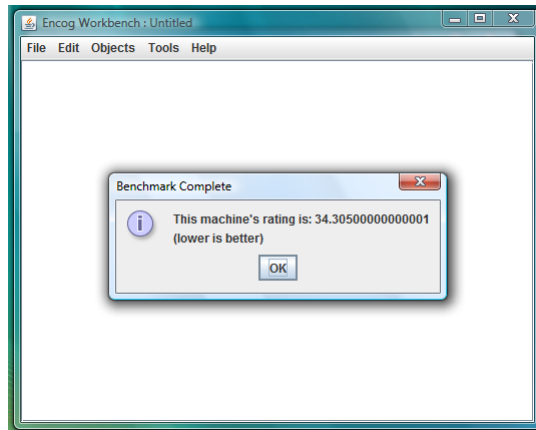 Encog Workbench : Untitled
File Edit Objects Tools Help
Benchmark Complete
This machine's rating is: 34.30500000000001
(lower is better)
OK